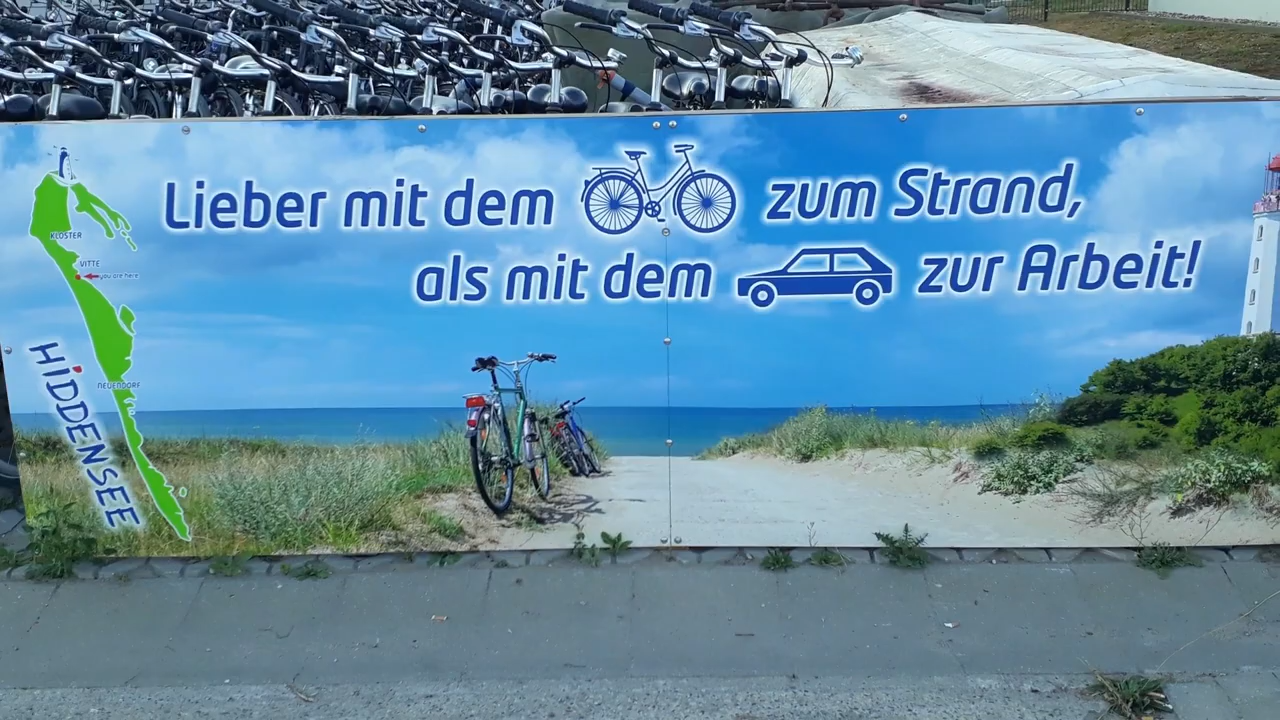 Lieber mit dem zum Strand,
als mit dem zur Arbeit!
KLOSTER
VITTE
you are here
NEUENDORF
HIDDENSEE